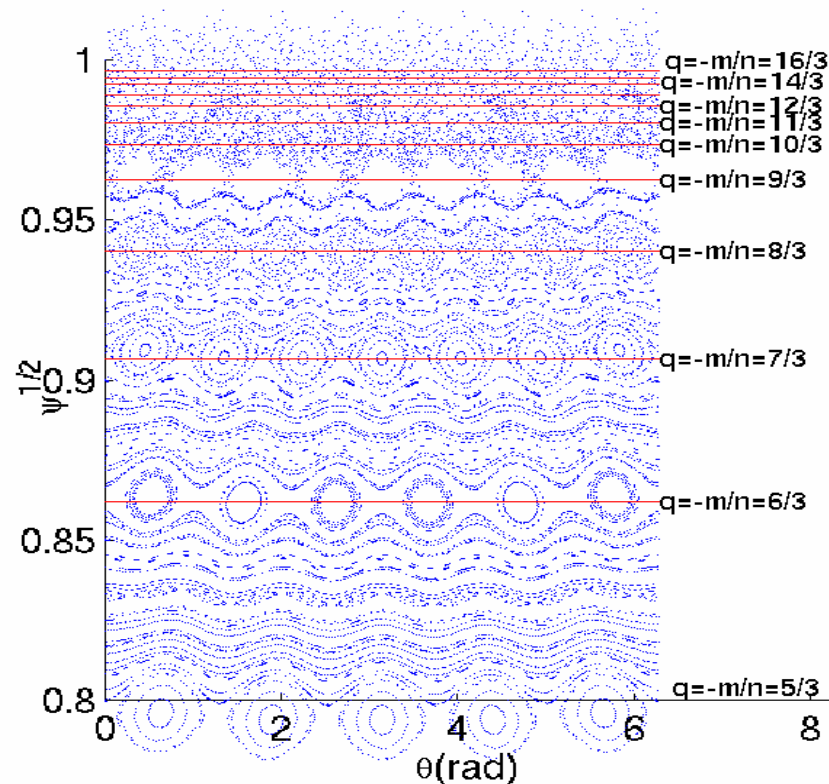 1
q=-m/n=16/3
q=-m/n=14/3
q=-m/n=12/3
q=-m/n=11/3
q=-m/n=10/3
q=-m/n=9/3
0.95
q=-m/n=8/3
q=-m/n=7/3
0.9
ψ^1/2
q=-m/n=6/3
0.85
q=-m/n=5/3
0.8
0 2 4 6 8
θ(rad)